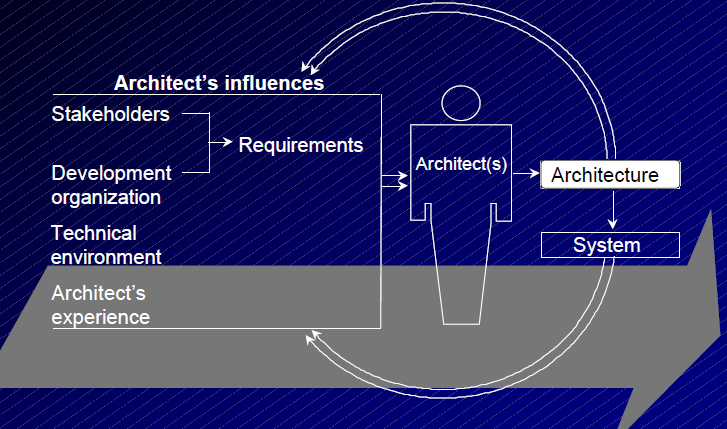 Architect's influences
Stakeholders
Requirements
Development
organization
Technical
environment
Architect's
experience
Architect(s)
Architecture
System